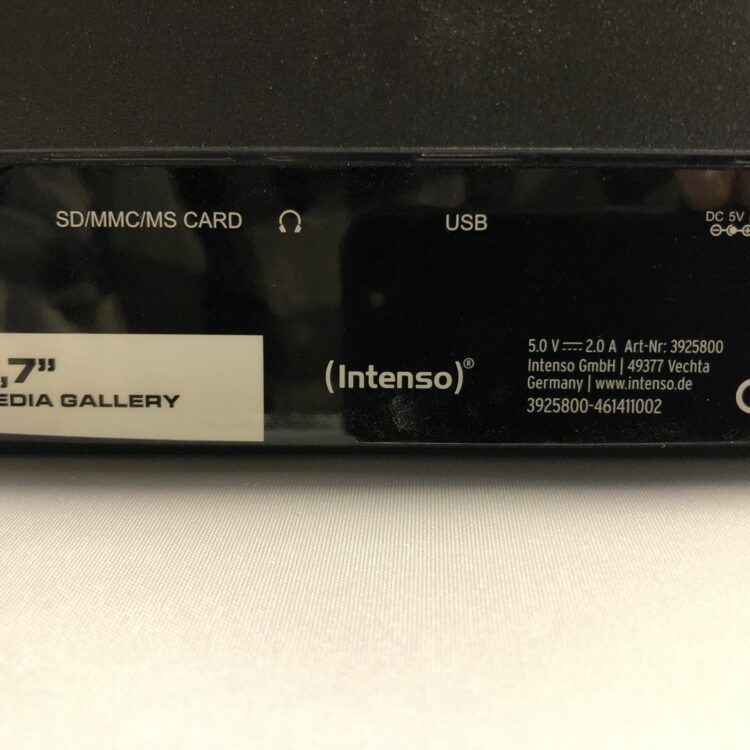 SD/MMC/MS CARD
USB
DC 5V
,7”
EDIA GALLERY
(Intenso)®
5.0 V 2.0 A Art-Nr: 3925800
Intenso GmbH | 49377 Vechta
Germany | www.intenso.de
3925800-461411002